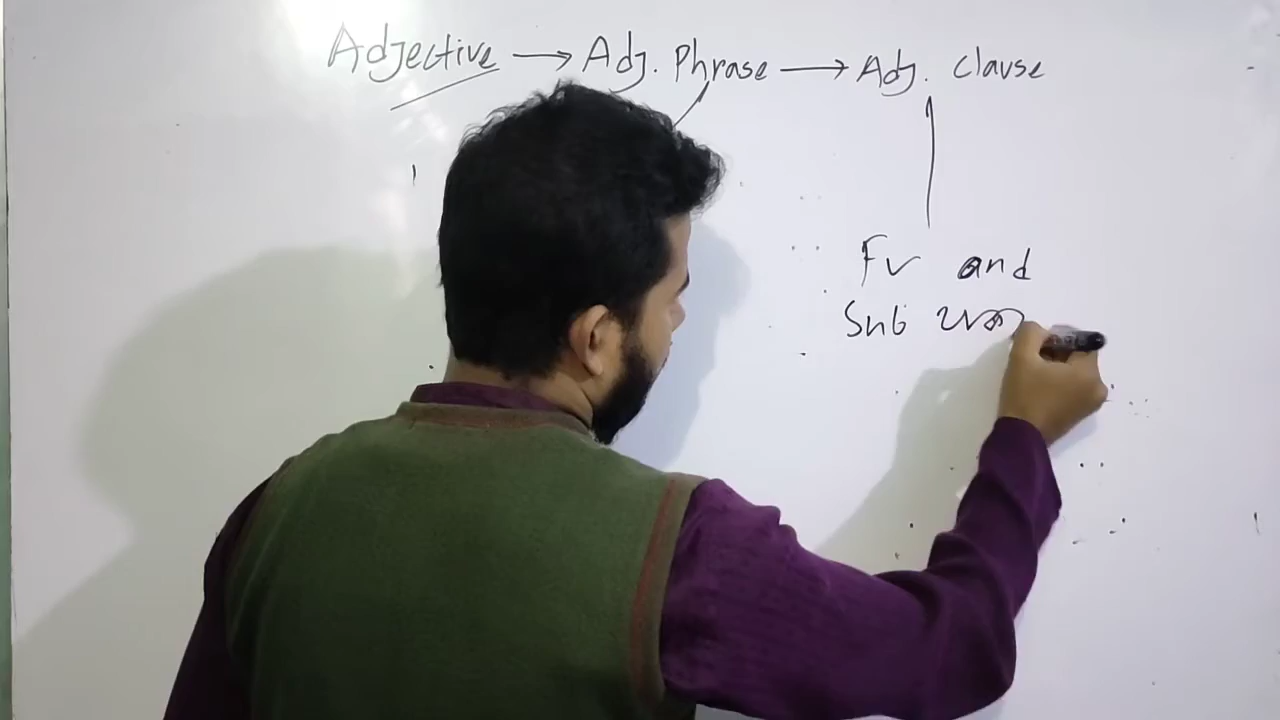 Adjective → Adj. Phrase → Adj. Clause
Fv and
Sub